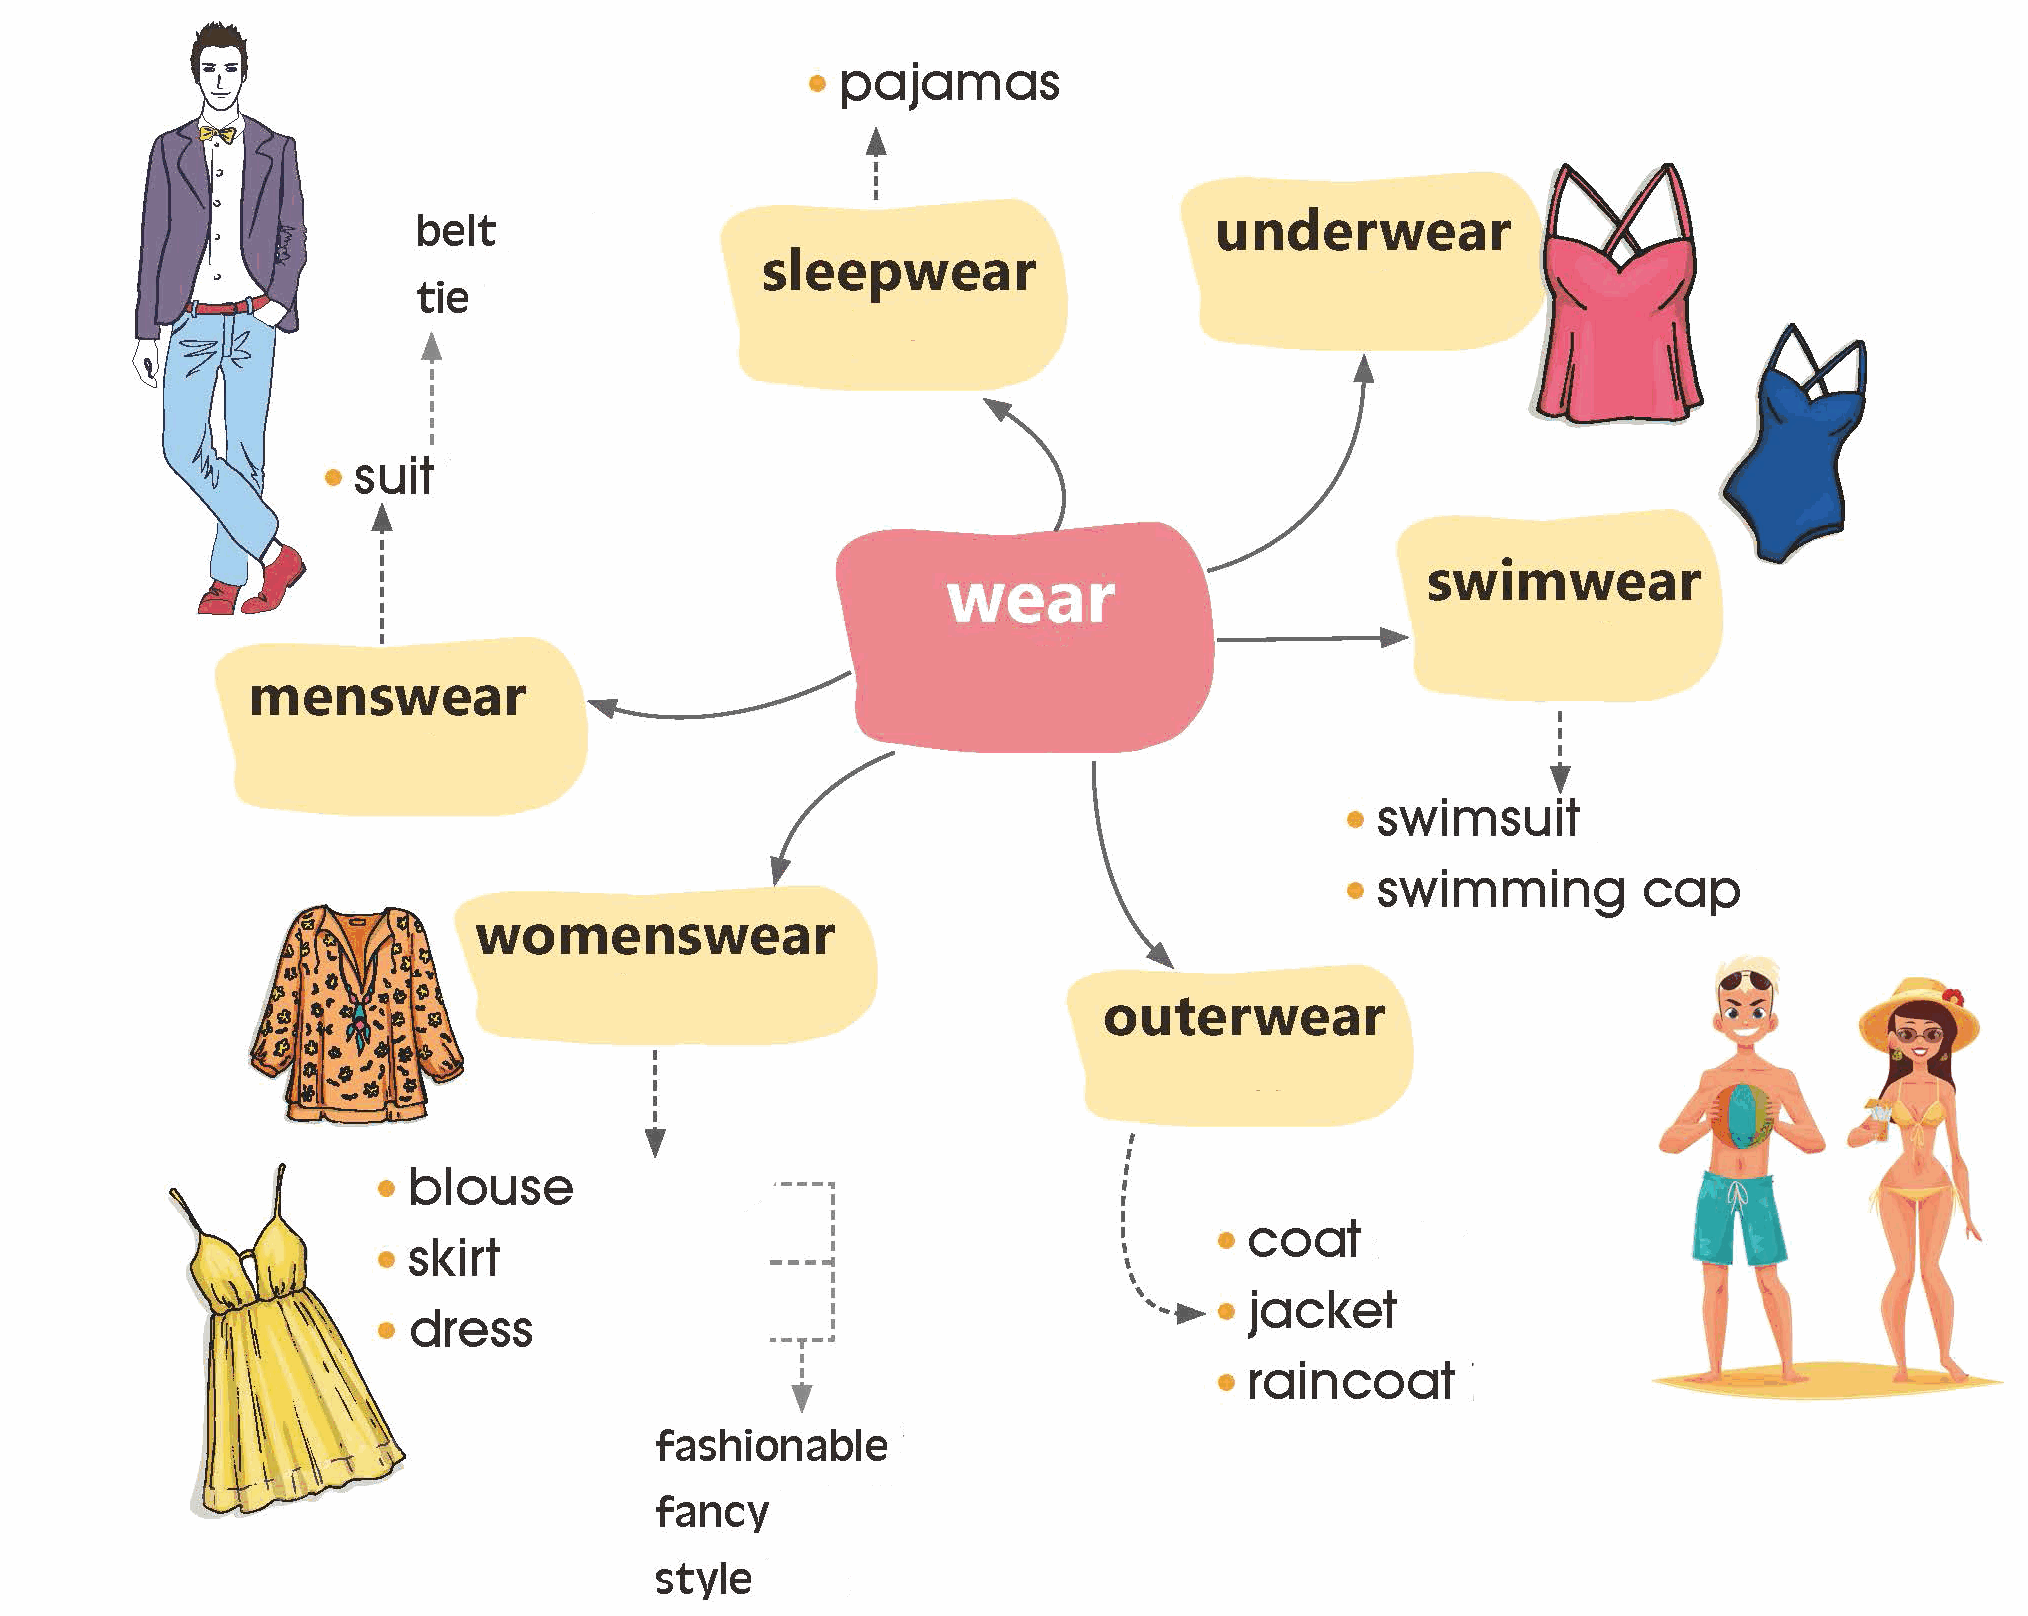 pajamas
belt
tie
sleepwear
underwear
suit
wear
swimwear
menswear
swimsuit
swimming cap
womenswear
outerwear
blouse
skirt
dress
coat
jacket
raincoat
fashionable
fancy
style